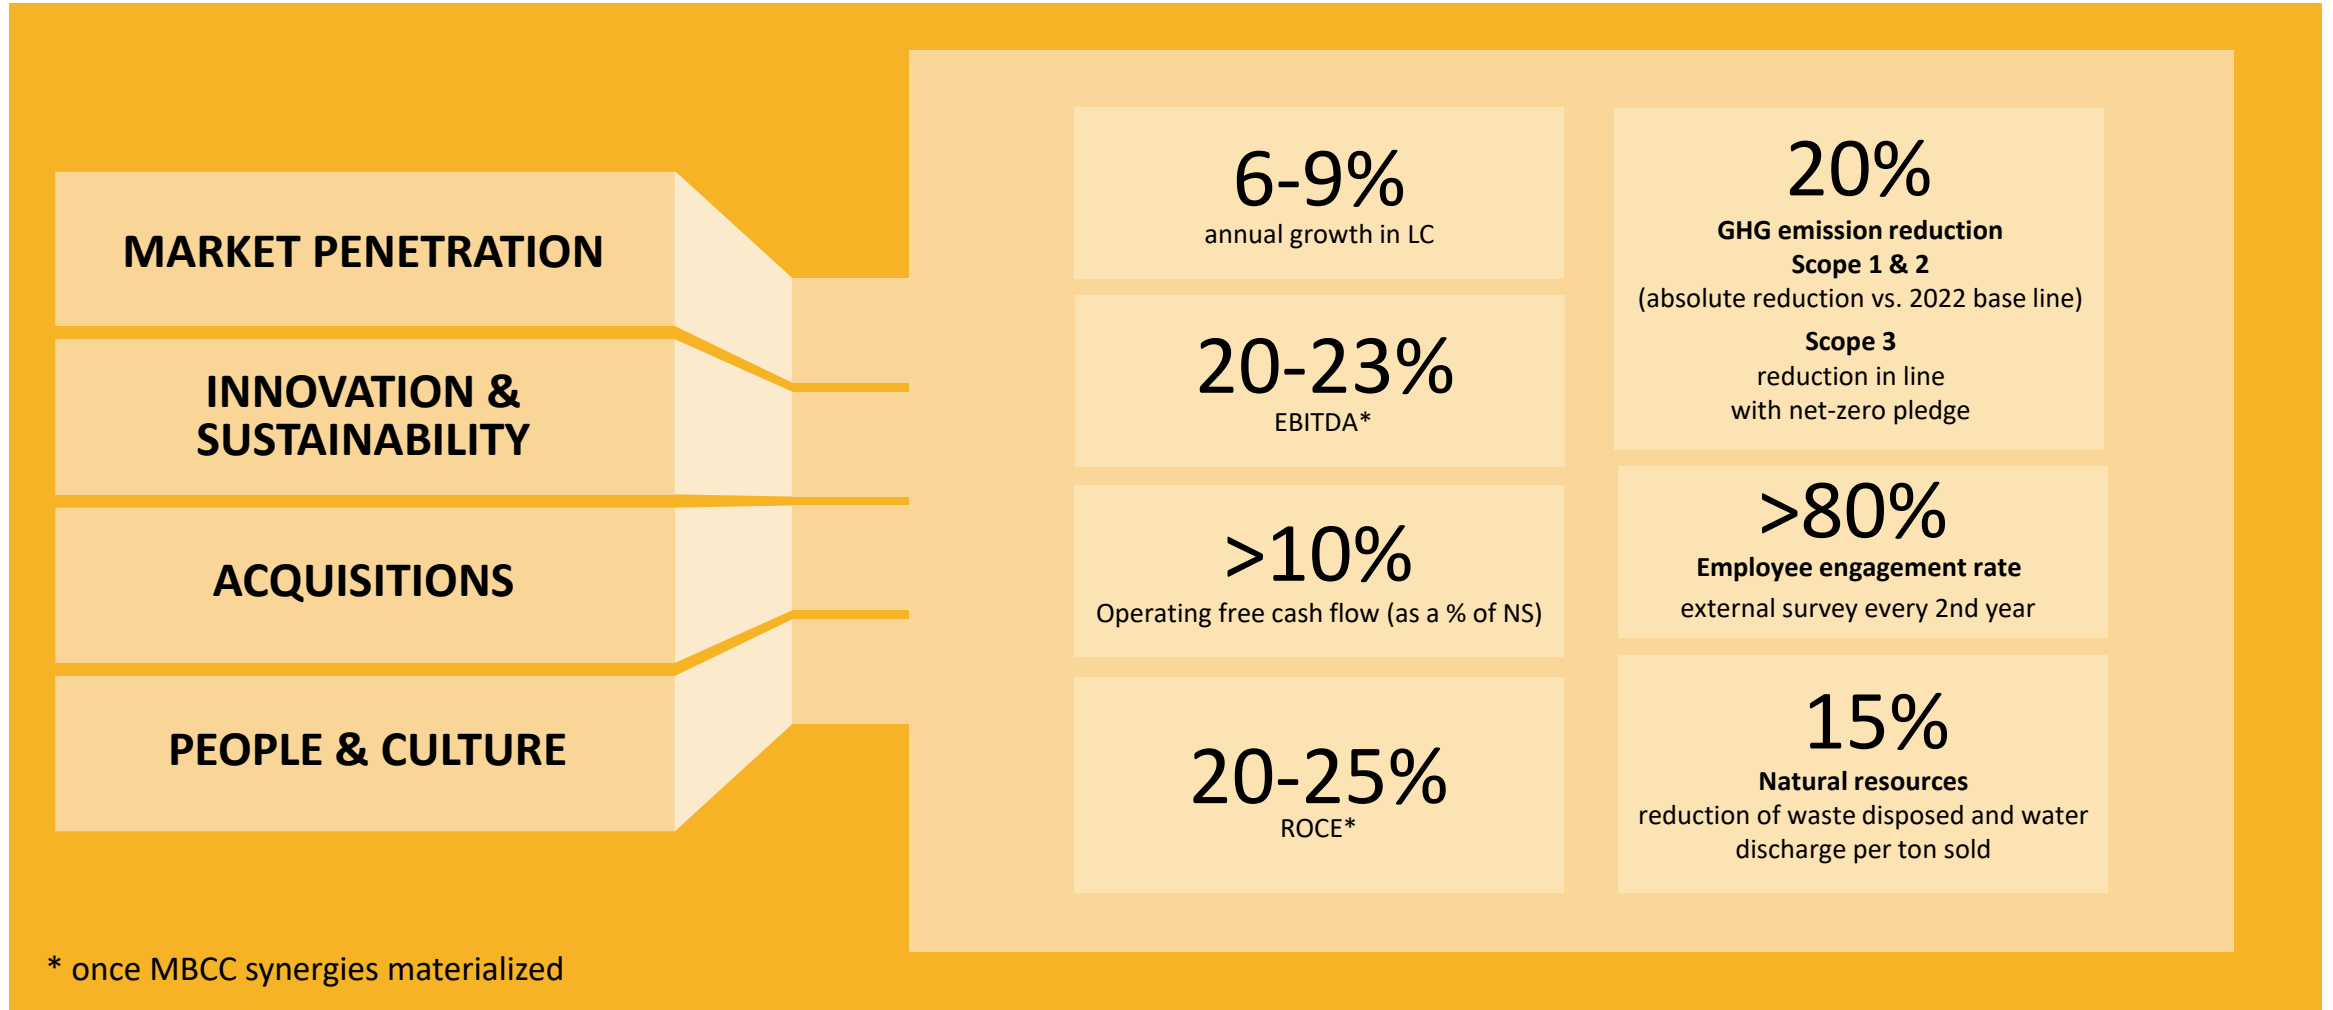 MARKET PENETRATION
INNOVATION &
SUSTAINABILITY
ACQUISITIONS
PEOPLE & CULTURE
6-9%
annual growth in LC
20-23%
EBITDA*
>10%
Operating free cash flow (as a % of NS)
20-25%
ROCE*
20%
GHG emission reduction
Scope 1 & 2
(absolute reduction vs. 2022 base line)
Scope 3
reduction in line
with net-zero pledge
>80%
Employee engagement rate
external survey every 2nd year
15%
Natural resources
reduction of waste disposed and water
discharge per ton sold
* once MBCC synergies materialized